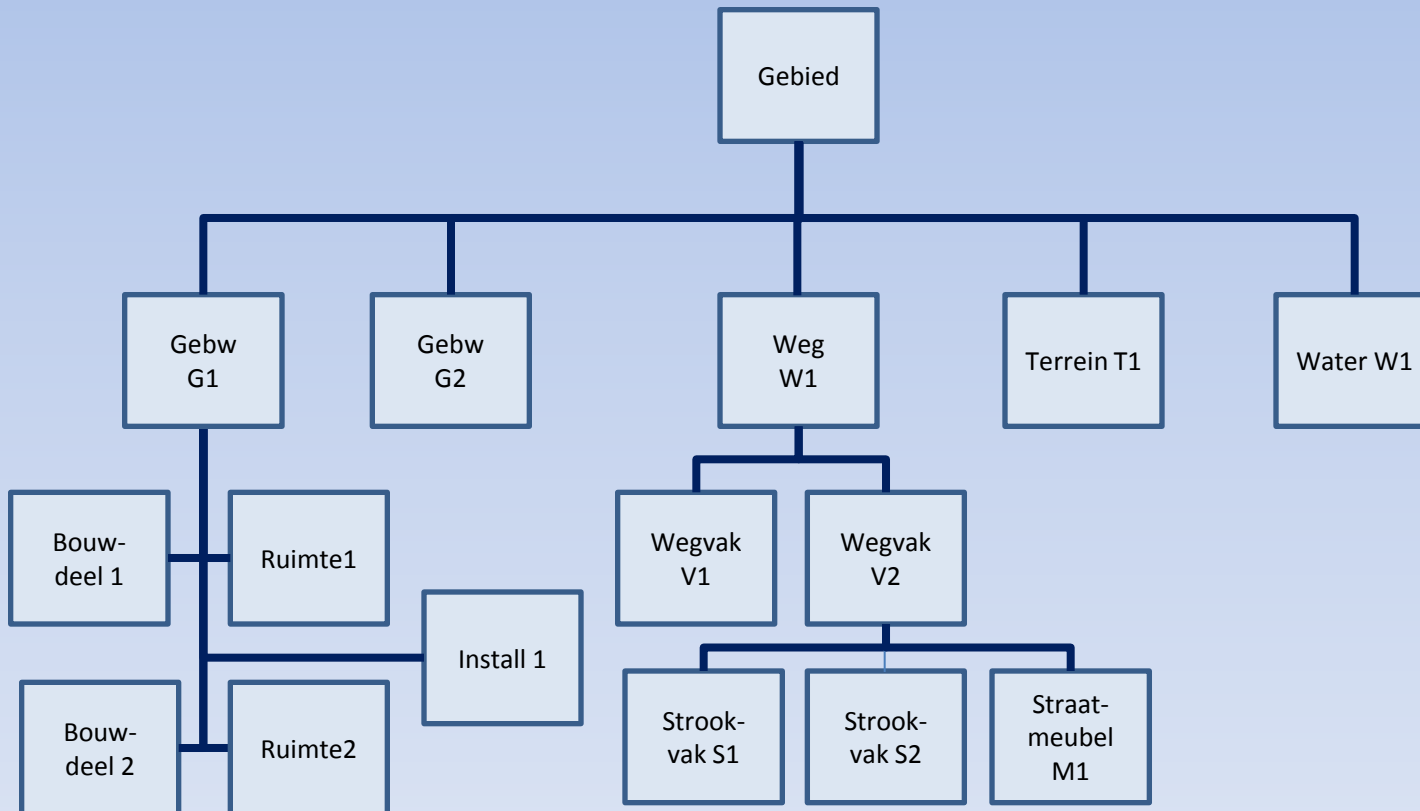 Gebied
Gebw
G1
Gebw
G2
Weg
W1
Terrein T1
Water W1
Bouw-
deel 1
Ruimte1
Wegvak
V1
Wegvak
V2
Install 1
Bouw-
deel 2
Ruimte2
Strook-
vak S1
Strook-
vak S2
Straat-
meubel
M1